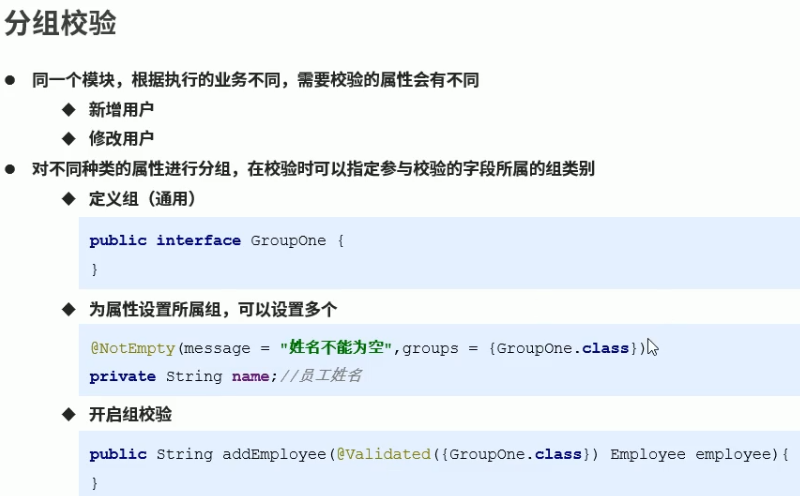 分组校验
● 同一个模块，根据执行的业务不同，需要校验的属性会有不同
◆ 新增用户
◆ 修改用户
● 对不同种类的属性进行分组，在校验时可以指定参与校验的字段所属的组类别
◆ 定义组（通用）
public interface GroupOne {
}
◆ 为属性设置所属组，可以设置多个
@NotEmpty(message = "姓名不能为空",groups = {GroupOne.class})
private String name;//员工姓名
◆ 开启组校验
public String addEmployee(@Validated({GroupOne.class}) Employee employee){
}